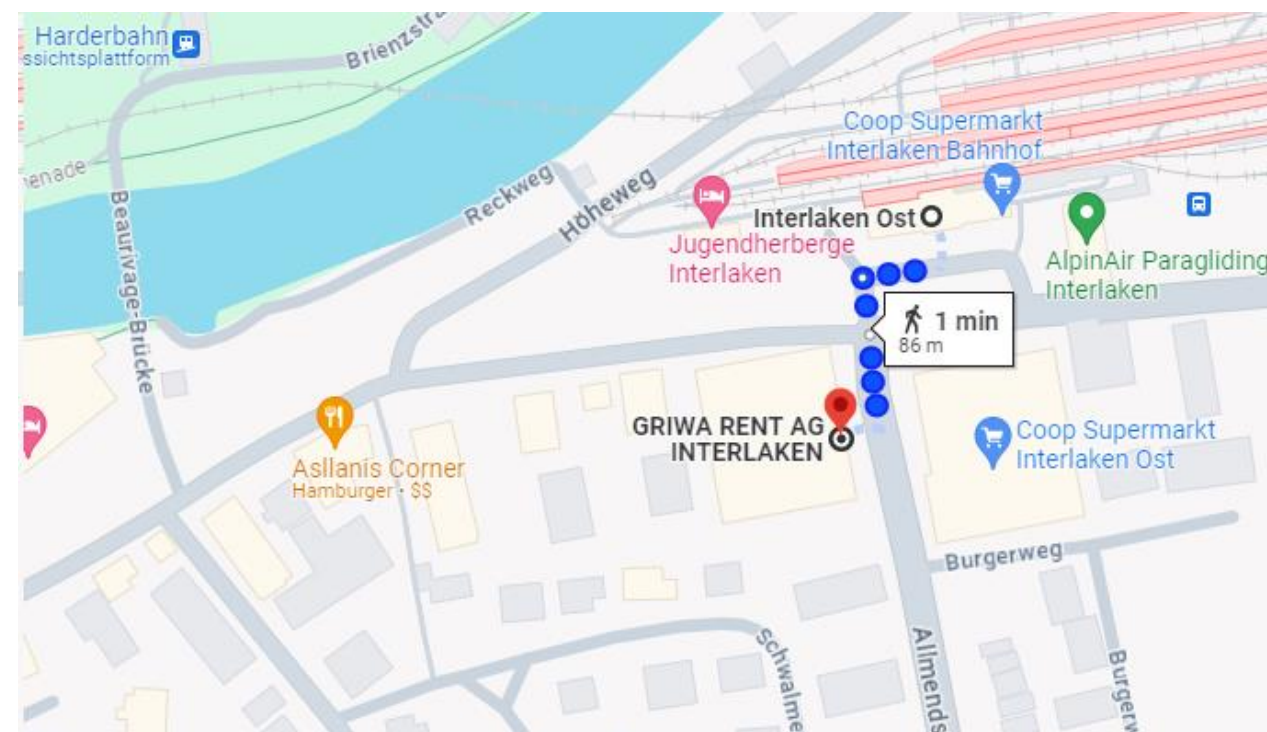 Harderbahn
ssichtsplattform
Brienzstra
enade
Beaurivage-Brücke
Reckweg
Höheweg
Coop Supermarkt
Interlaken Bahnhof
Interlaken Ost
Jugendherberge
Interlaken
AlpinAir Paragliding
Interlaken
1 min
86 m
GRIWA RENT AG
INTERLAKEN
Asllanis Corner
Hamburger · $$
Coop Supermarkt
Interlaken Ost
Burgerweg
Schwalme
Allmends
Burgerw